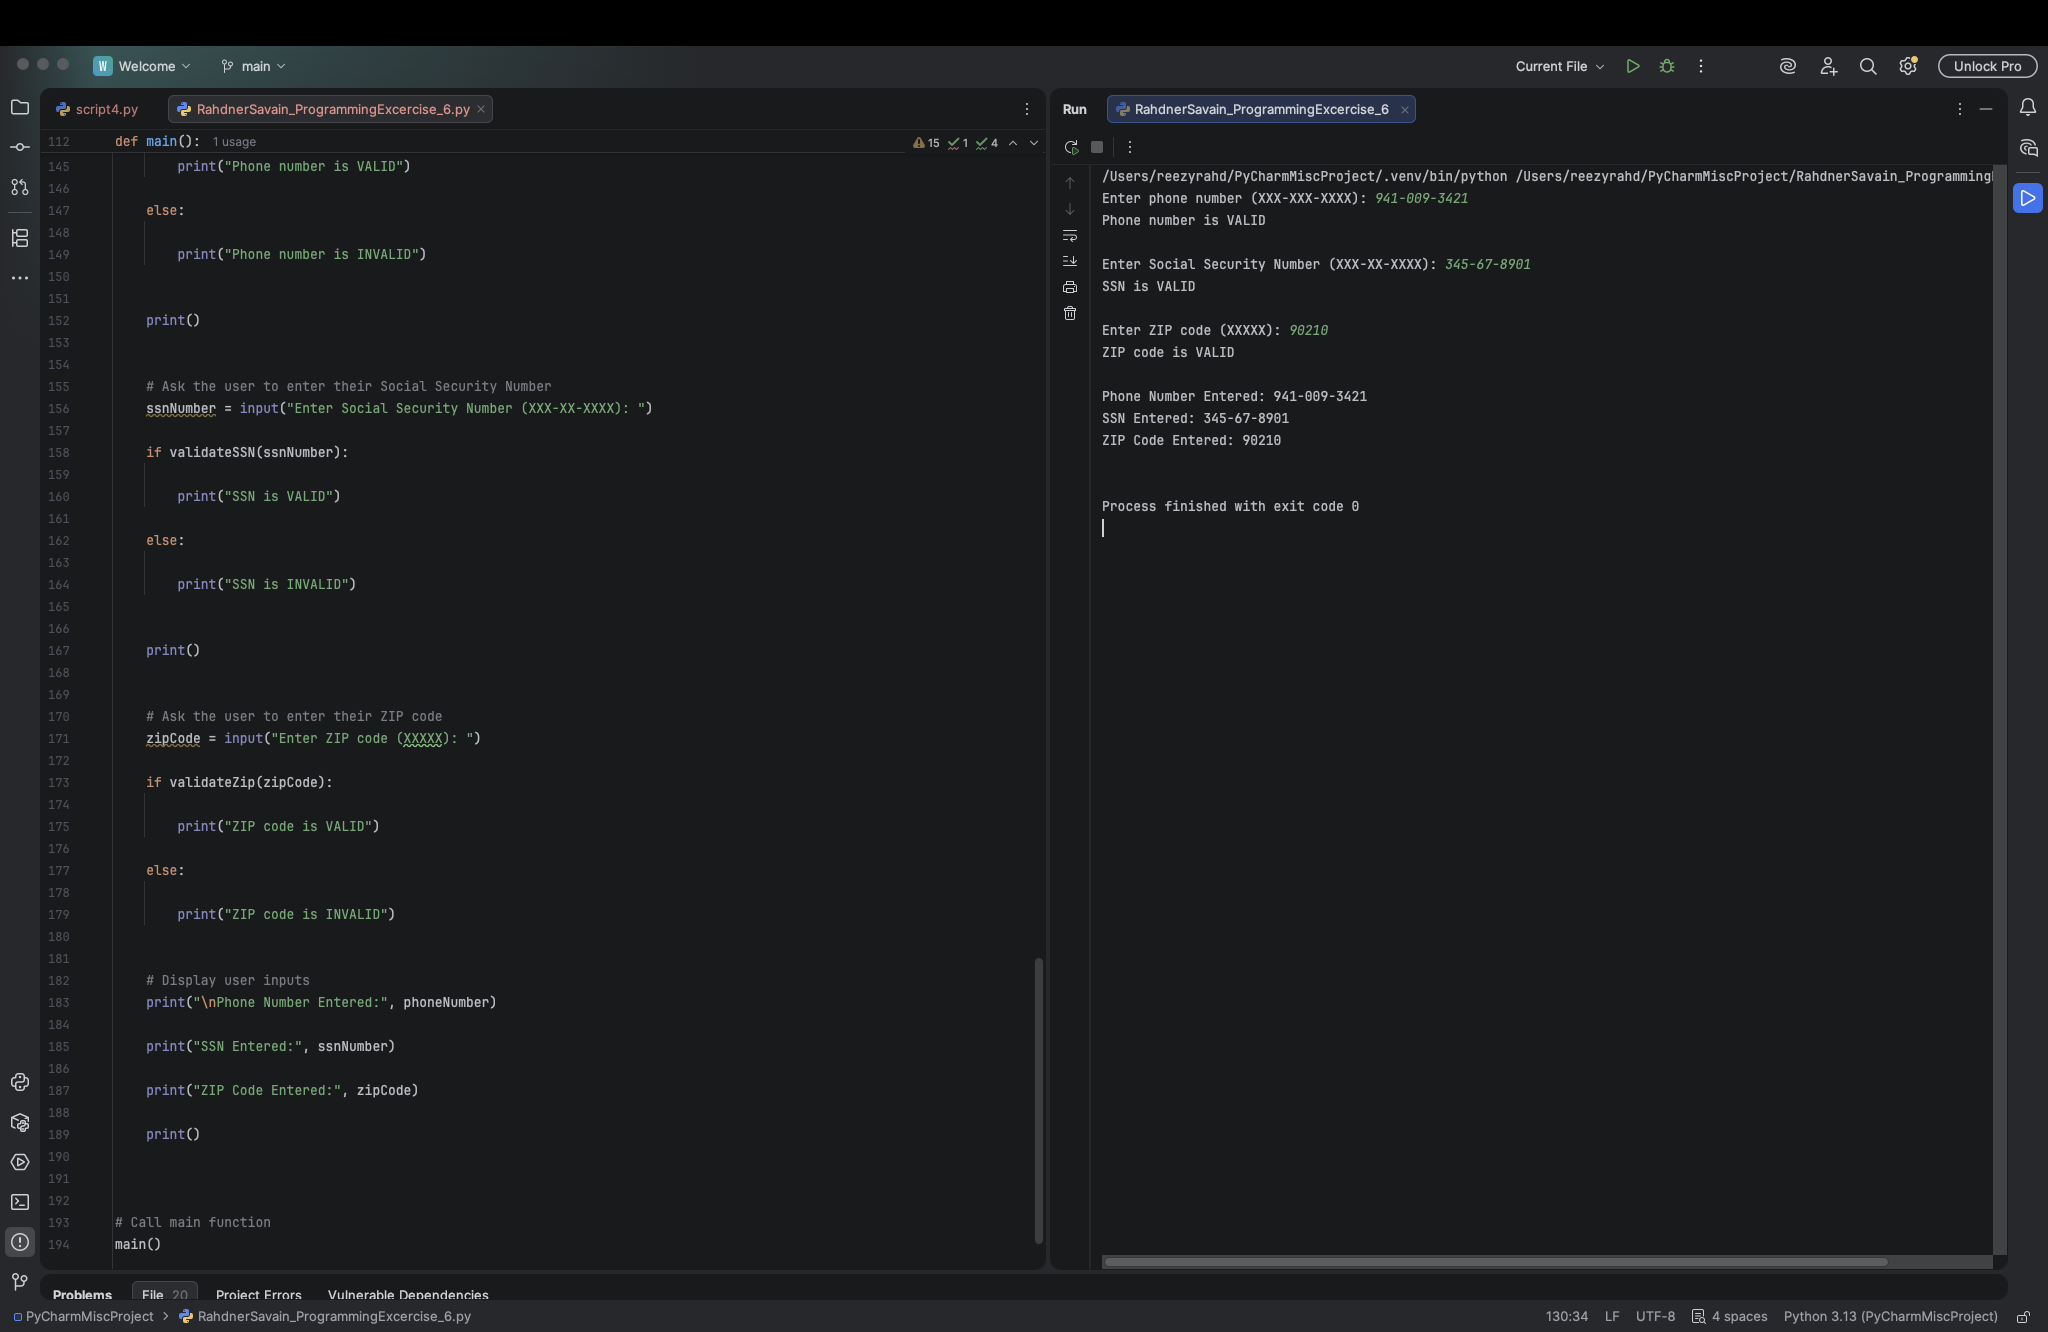 W Welcome main Current File Unlock Pro
script4.py RahdnerSavain_ProgrammingExcercise_6.py
Run RahdnerSavain_ProgrammingExcercise_6
112 def main(): 1 usage 15 1 4
145 print("Phone number is VALID")
146
147 else:
148
149 print("Phone number is INVALID")
150
151
152 print()
153
154
155 # Ask the user to enter their Social Security Number
156 ssnNumber = input("Enter Social Security Number (XXX-XX-XXXX): ")
157
158 if validateSSN(ssnNumber):
159
160 print("SSN is VALID")
161
162 else:
163
164 print("SSN is INVALID")
165
166
167 print()
168
169
170 # Ask the user to enter their ZIP code
171 zipCode = input("Enter ZIP code (XXXXX): ")
172
173 if validateZip(zipCode):
174
175 print("ZIP code is VALID")
176
177 else:
178
179 print("ZIP code is INVALID")
180
181
182 # Display user inputs
183 print("\nPhone Number Entered:", phoneNumber)
184
185 print("SSN Entered:", ssnNumber)
186
187 print("ZIP Code Entered:", zipCode)
188
189 print()
190
191
192
193 # Call main function
194 main()
/Users/reezyrahd/PyCharmMiscProject/.venv/bin/python /Users/reezyrahd/PyCharmMiscProject/RahdnerSavain_Programming
Enter phone number (XXX-XXX-XXXX): 941-009-3421
Phone number is VALID
Enter Social Security Number (XXX-XX-XXXX): 345-67-8901
SSN is VALID
Enter ZIP code (XXXXX): 90210
ZIP code is VALID
Phone Number Entered: 941-009-3421
SSN Entered: 345-67-8901
ZIP Code Entered: 90210
Process finished with exit code 0
Problems File 20 Project Errors Vulnerable Dependencies
PyCharmMiscProject > RahdnerSavain_ProgrammingExcercise_6.py 130:34 LF UTF-8 4 spaces Python 3.13 (PyCharmMiscProject)